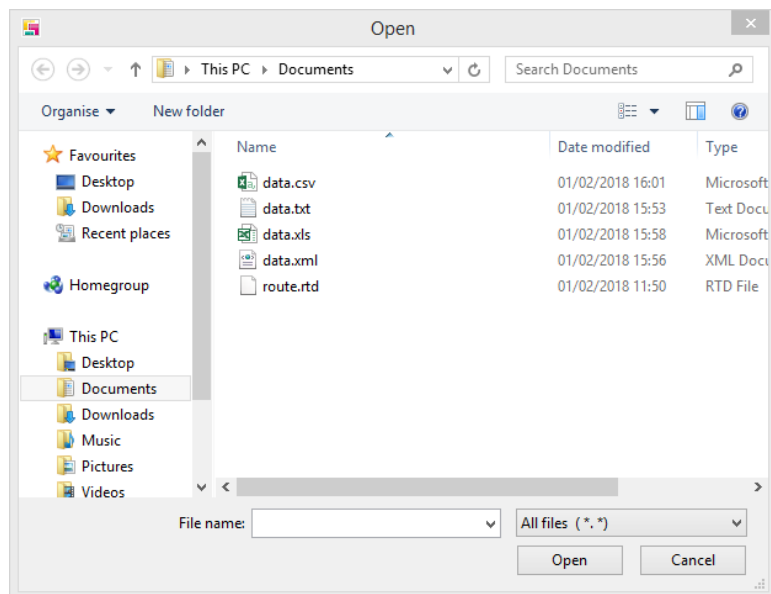 Open
This PC Documents Search Documents
Organise New folder
Name Date modified Type
Favourites
Desktop data.csv 01/02/2018 16:01 Microsoft
Downloads data.txt 01/02/2018 15:53 Text Docu
Recent places data.xls 01/02/2018 15:58 Microsoft
data.xml 01/02/2018 15:56 XML Docu
Homegroup route.rtd 01/02/2018 11:50 RTD File
This PC
Desktop
Documents
Downloads
Music
Pictures
Videos
File name: All files (*.*)
Open Cancel